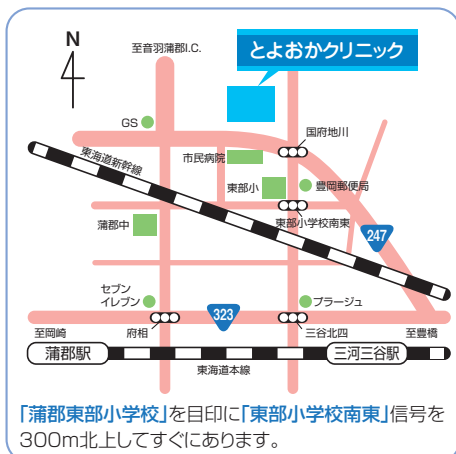 N
至音羽蒲郡I.C.
とよおかクリニック
GS
国府地川
東海道新幹線
市民病院
東部小
豊岡郵便局
蒲郡中
東部小学校南東
247
セブン
イレブン
プラージュ
323
至岡崎
府相
三谷北四
至豊橋
蒲郡駅
三河三谷駅
東海道本線
「蒲郡東部小学校」を目印に「東部小学校南東」信号を
300m北上してすぐにあります。